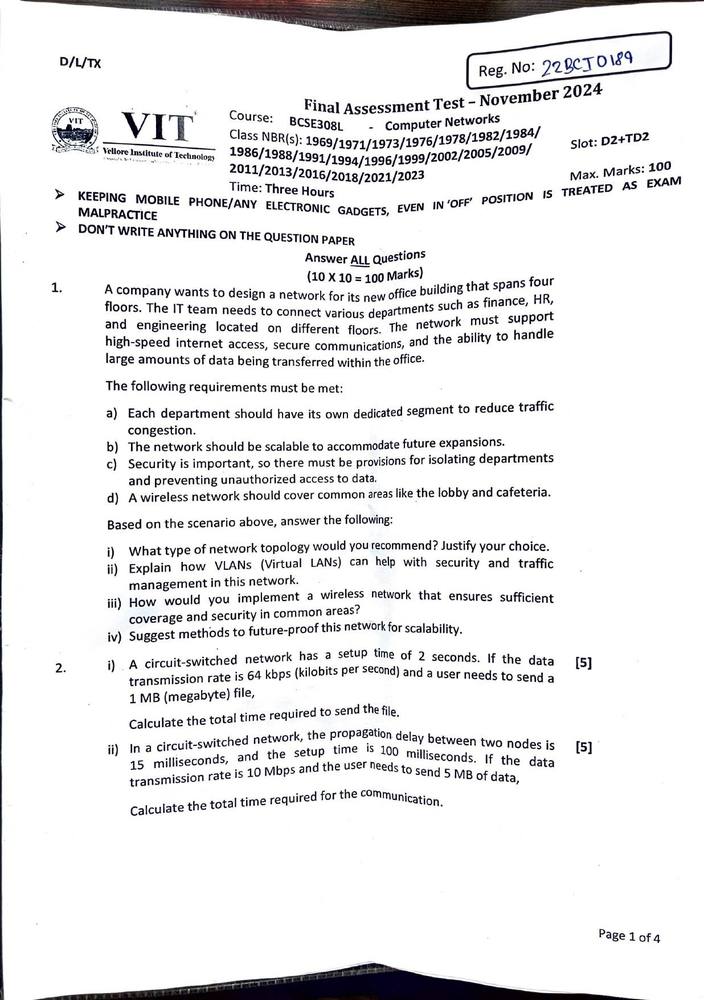 D/L/TX
Reg. No: 22BCJ0189
VIT
VIT
Vellore Institute of Technology
Final Assessment Test – November 2024
Course: BCSE308L - Computer Networks
Class NBR(s): 1969/1971/1973/1976/1978/1982/1984/
1986/1988/1991/1994/1996/1999/2002/2005/2009/
2011/2013/2016/2018/2021/2023
Slot: D2+TD2
Time: Three Hours
Max. Marks: 100
➤ KEEPING MOBILE PHONE/ANY ELECTRONIC GADGETS, EVEN IN 'OFF' POSITION IS TREATED AS EXAM
MALPRACTICE
➤ DON'T WRITE ANYTHING ON THE QUESTION PAPER
Answer ALL Questions
(10 X 10 = 100 Marks)
1. A company wants to design a network for its new office building that spans four
floors. The IT team needs to connect various departments such as finance, HR,
and engineering located on different floors. The network must support
high-speed internet access, secure communications, and the ability to handle
large amounts of data being transferred within the office.
The following requirements must be met:
a) Each department should have its own dedicated segment to reduce traffic
congestion.
b) The network should be scalable to accommodate future expansions.
c) Security is important, so there must be provisions for isolating departments
and preventing unauthorized access to data.
d) A wireless network should cover common areas like the lobby and cafeteria.
Based on the scenario above, answer the following:
i) What type of network topology would you recommend? Justify your choice.
ii) Explain how VLANs (Virtual LANs) can help with security and traffic
management in this network.
iii) How would you implement a wireless network that ensures sufficient
coverage and security in common areas?
iv) Suggest methods to future-proof this network for scalability.
2. i) A circuit-switched network has a setup time of 2 seconds. If the data [5]
transmission rate is 64 kbps (kilobits per second) and a user needs to send a
1 MB (megabyte) file,
Calculate the total time required to send the file.
ii) In a circuit-switched network, the propagation delay between two nodes is [5]
15 milliseconds, and the setup time is 100 milliseconds. If the data
transmission rate is 10 Mbps and the user needs to send 5 MB of data,
Calculate the total time required for the communication.
Page 1 of 4